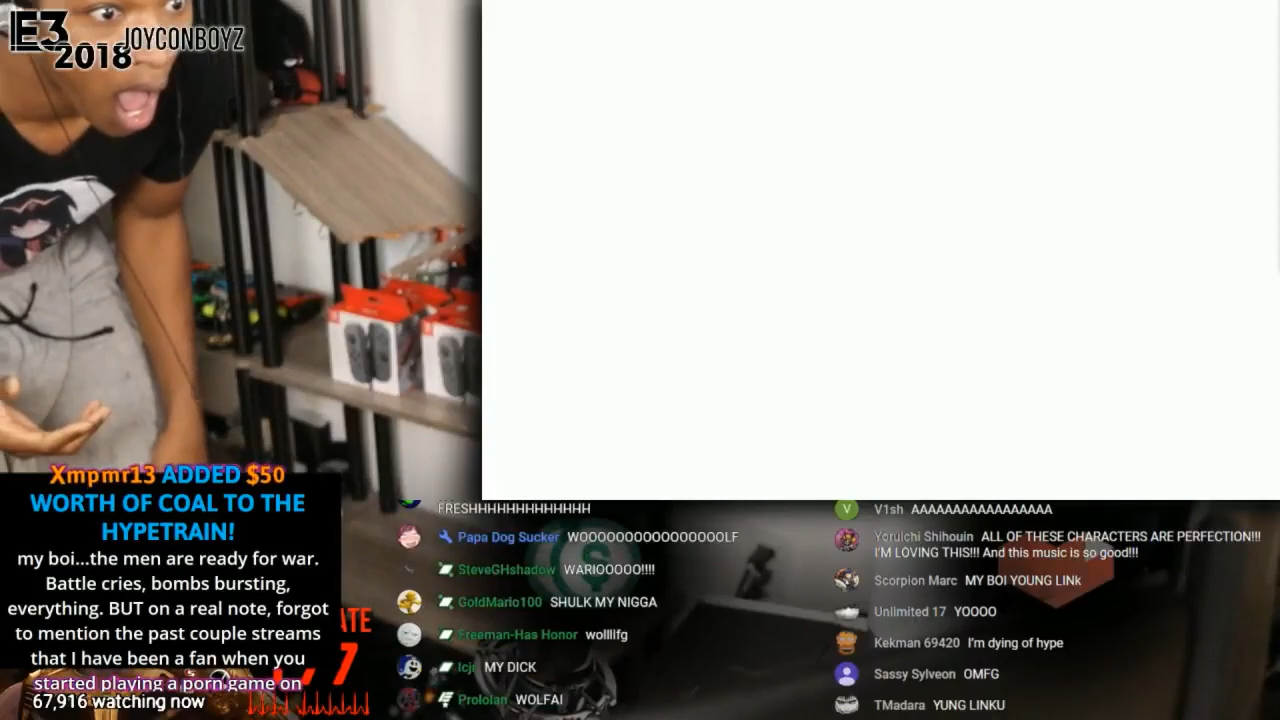 E3
2018
JOYCONBOYZ
Xmpmr13 ADDED $50
WORTH OF COAL TO THE
HYPETRAIN!
my boi...the men are ready for war.
Battle cries, bombs bursting,
everything. BUT on a real note, forgot
to mention the past couple streams
that I have been a fan when you
started playing a porn game on
67,916 watching now
ATE
7
FRESHHHHHHHHHHHHH
Papa Dog Sucker WOOOOOOOOOOOOOOOOLF
SteveGHshadow WARIOOOOO!!!!
GoldMario100 SHULK MY NIGGA
Freeman-Has Honor wollllfg
Icji MY DICK
Prololan WOLFAI
V1sh AAAAAAAAAAAAAAAAA
Yoruichi Shihouin ALL OF THESE CHARACTERS ARE PERFECTION!!!
I'M LOVING THIS!!! And this music is so good!!!
Scorpion Marc MY BOI YOUNG LINK
Unlimited 17 YOOOO
Kekman 69420 I'm dying of hype
Sassy Sylveon OMFG
TMadara YUNG LINKU